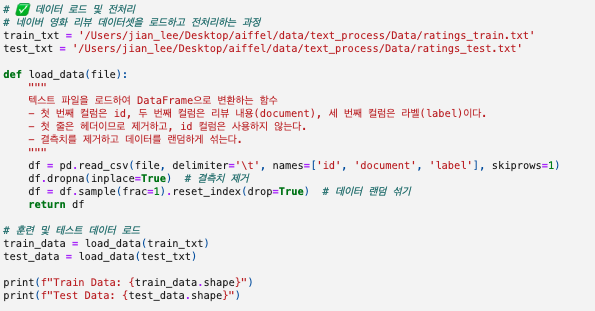 # ✅ 데이터 로드 및 전처리
# 네이버 영화 리뷰 데이터셋을 로드하고 전처리하는 과정
train_txt = '/Users/jian_lee/Desktop/aiffel/data/text_process/Data/ratings_train.txt'
test_txt = '/Users/jian_lee/Desktop/aiffel/data/text_process/Data/ratings_test.txt'
def load_data(file):
"""
텍스트 파일을 로드하여 DataFrame으로 변환하는 함수
- 첫 번째 컬럼은 id, 두 번째 컬럼은 리뷰 내용(document), 세 번째 컬럼은 라벨(label)이다.
- 첫 줄은 헤더이므로 제거하고, id 컬럼은 사용하지 않는다.
- 결측치를 제거하고 데이터를 랜덤하게 섞는다.
"""
df = pd.read_csv(file, delimiter='\t', names=['id', 'document', 'label'], skiprows=1)
df.dropna(inplace=True)  # 결측치 제거
df = df.sample(frac=1).reset_index(drop=True)  # 데이터 랜덤 섞기
return df
# 훈련 및 테스트 데이터 로드
train_data = load_data(train_txt)
test_data = load_data(test_txt)
print(f"Train Data: {train_data.shape}")
print(f"Test Data: {test_data.shape}")